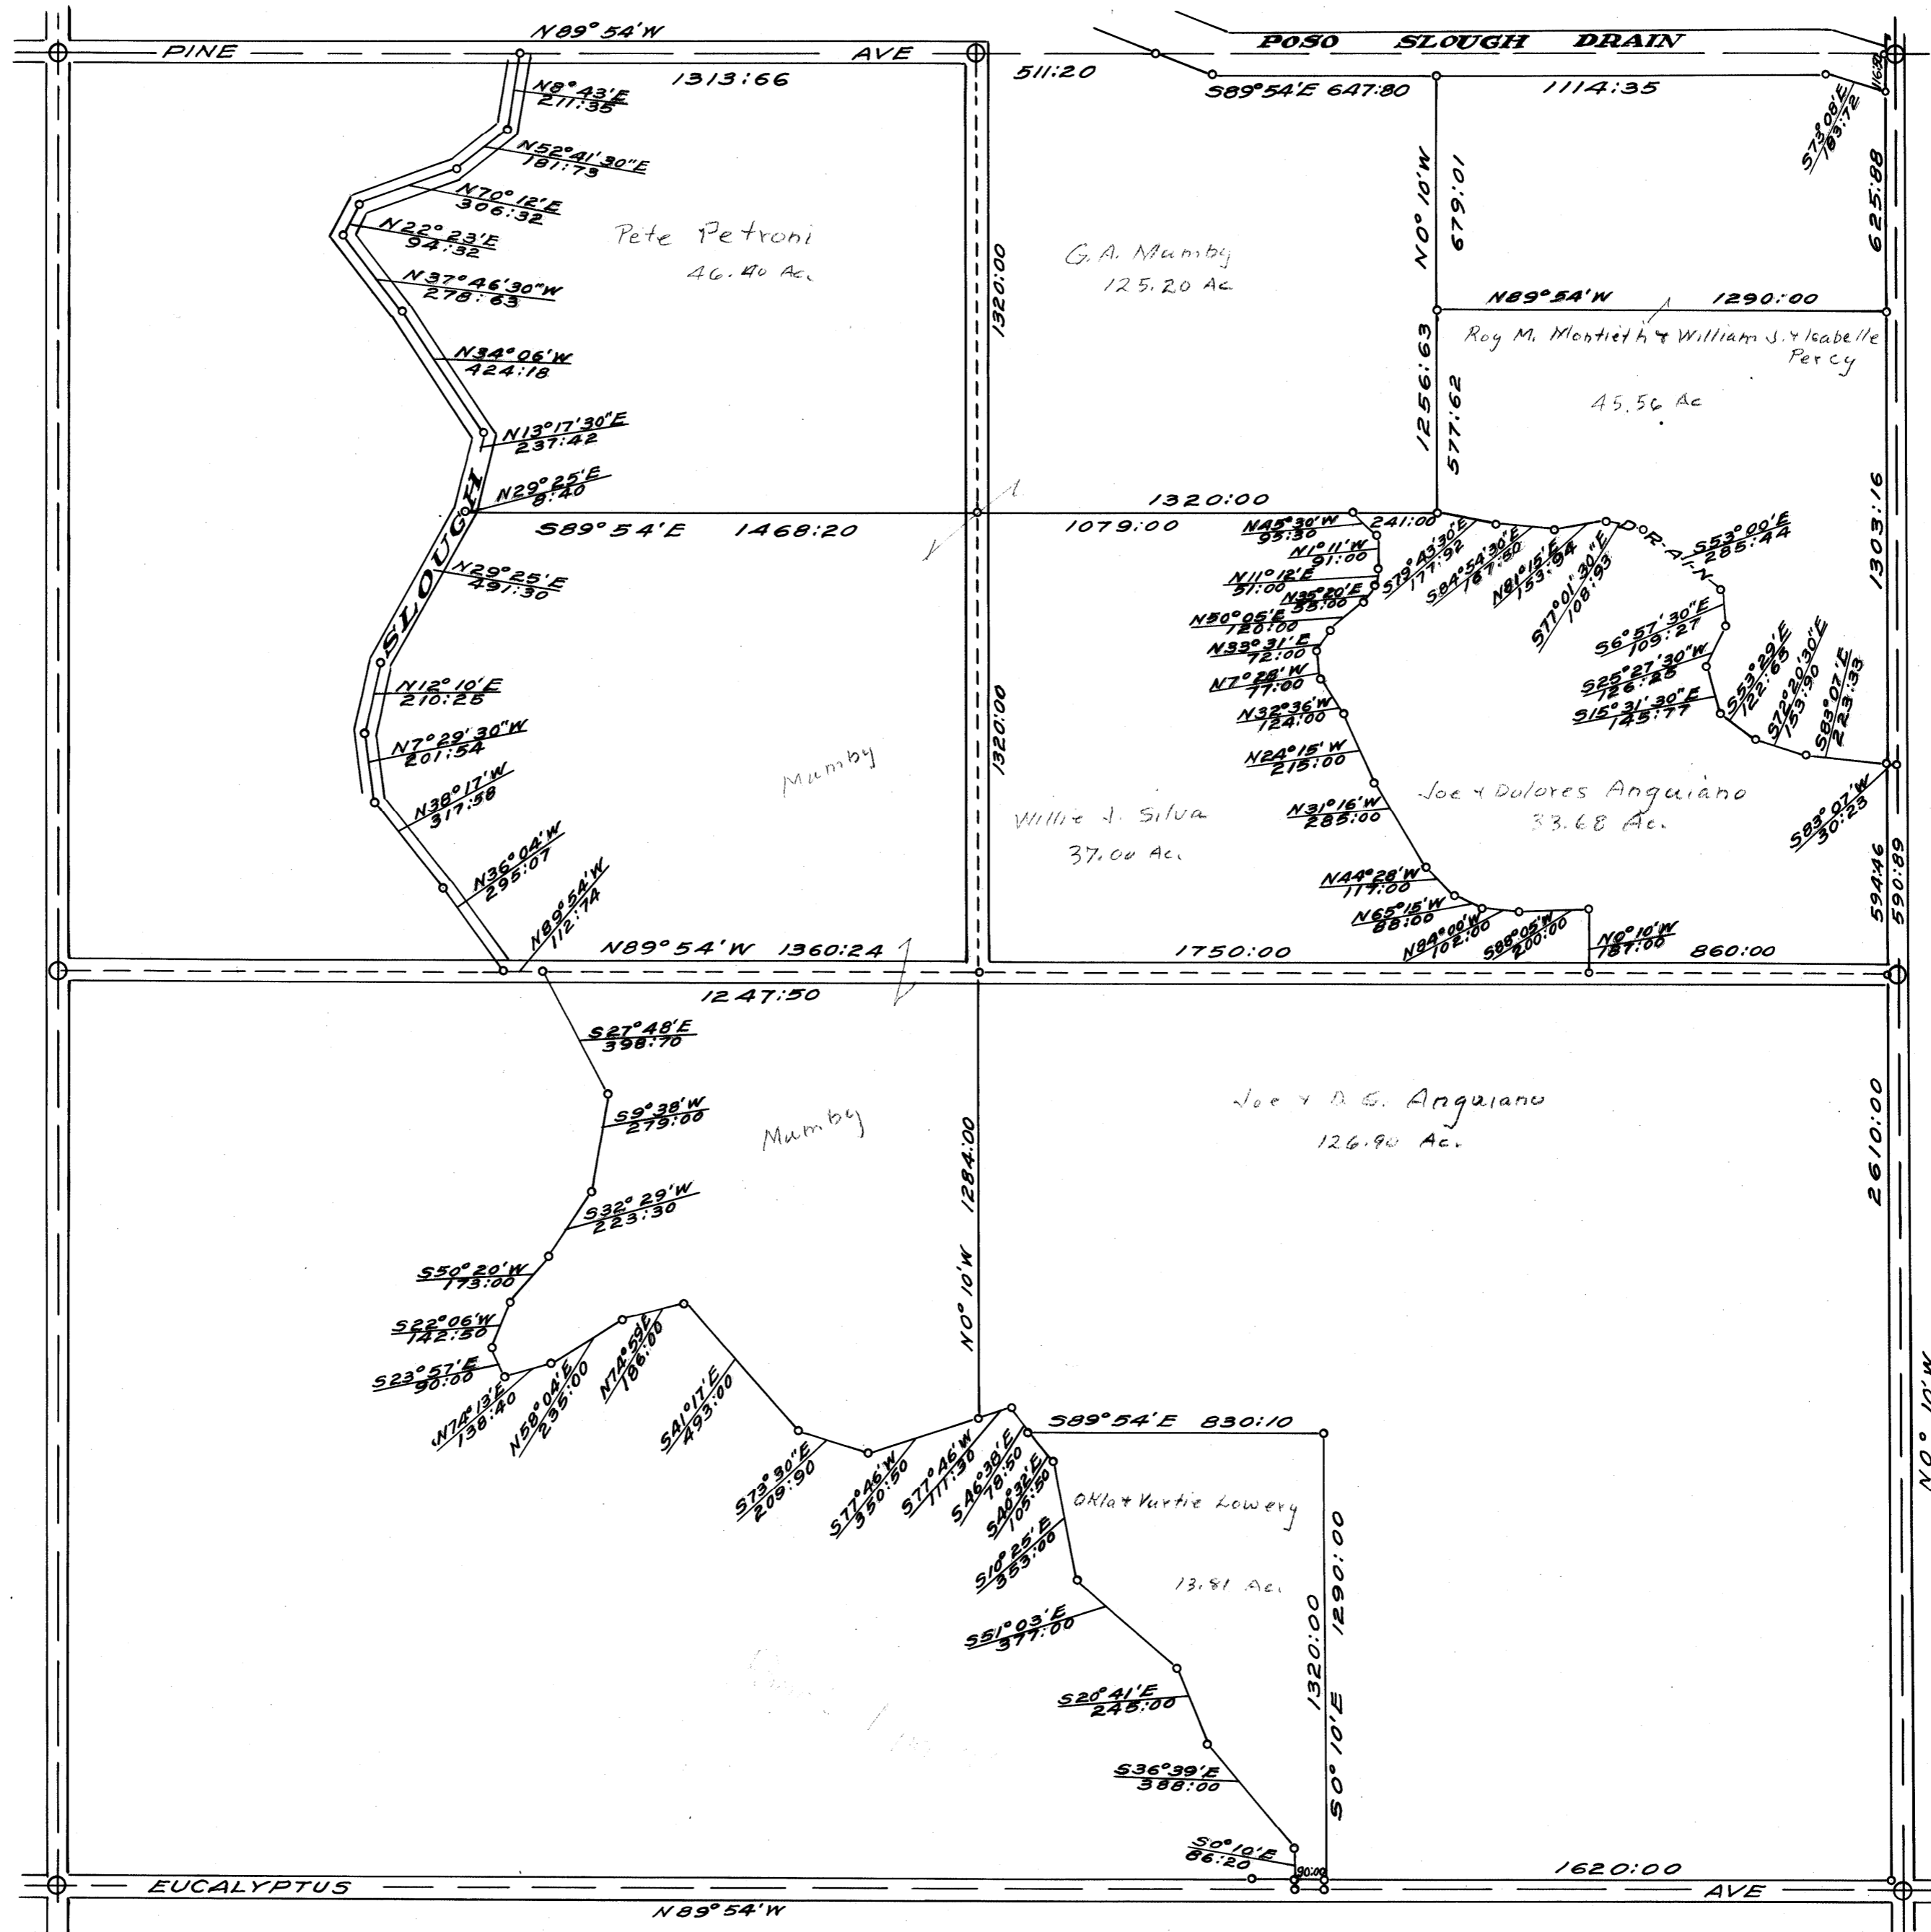 N89°54'W
PINE AVE
1313:66
511:20
POSO SLOUGH DRAIN
S89°54'E 647:80
1114:35
116:52
S73°08'E
183:72
625:88
N8°43'E
211:35
N52°41'30"E
181:73
N70°12'E
306:32
N22°23'E
94:32
N37°46'30"W
278:63
N34°06'W
424:18
N13°17'30"E
237:42
N29°25'E
8:40
Pete Petroni
46.40 Ac.
1320:00
G.A. Mumby
125.20 Ac
N0°10'W
679:01
N89°54'W 1290:00
Roy M. Montieth & William J. & Isabelle
Percy
45.56 Ac
1256:63
577:62
1303:16
SLOUGH
S89°54'E 1468:20
1320:00
1079:00
241:00
N45°30'W
95:30
N1°11'W
91:00
N11°12'E
51:00
N35°20'E
55:00
N50°05'E
120:00
N33°31'E
72:00
N7°28'W
77:00
N32°36'W
124:00
N24°15'W
215:00
N31°16'W
285:00
N44°28'W
117:00
N65°15'W
88:00
N84°00'W
102:00
S88°05'W
200:00
N0°10'W
187:00
S79°43'30"E
177:92
S84°54'30"E
167:50
N81°15'E
153:94
S77°01'30"E
108:93
DRAIN
S53°00'E
285:44
S6°57'30"E
109:27
S25°27'30"W
126:25
S15°31'30"E
145:77
S53°29'E
122:65
S72°20'30"E
153:90
S83°07'E
223:33
S83°07'W
30:23
594:46
590:89
N29°25'E
491:30
N12°10'E
210:25
N7°29'30"W
201:54
N38°17'W
317:58
N36°04'W
295:07
N89°54'W
112:74
Mumby
1320:00
Willie J. Silva
37.00 Ac.
Joe & Dolores Anguiano
33.68 Ac.
N89°54'W 1360:24
1750:00
860:00
1247:50
S27°48'E
398:70
S9°38'W
279:00
S32°29'W
223:30
S50°20'W
173:00
S22°06'W
142:50
S23°57'E
90:00
N74°13'E
138:40
N58°04'E
235:00
N74°59'E
186:00
S41°17'E
493:00
S73°30"E
209:90
S77°46'W
350:50
S77°46'W
111:30
S46°38'E
78:50
S40°32'E
105:50
S10°25'E
353:00
S51°03'E
377:00
S20°41'E
245:00
S36°39'E
388:00
S0°10'E
86:20
Mumby
N0°10'W 1284:00
Joe & D. E. Anguiano
126.90 Ac.
2610:00
N0°10'W
S89°54'E 830:10
Okla & Vurtie Lowery
13.81 Ac.
1320:00
S0°10'E 1290:00
90:00
1620:00
EUCALYPTUS AVE
N89°54'W